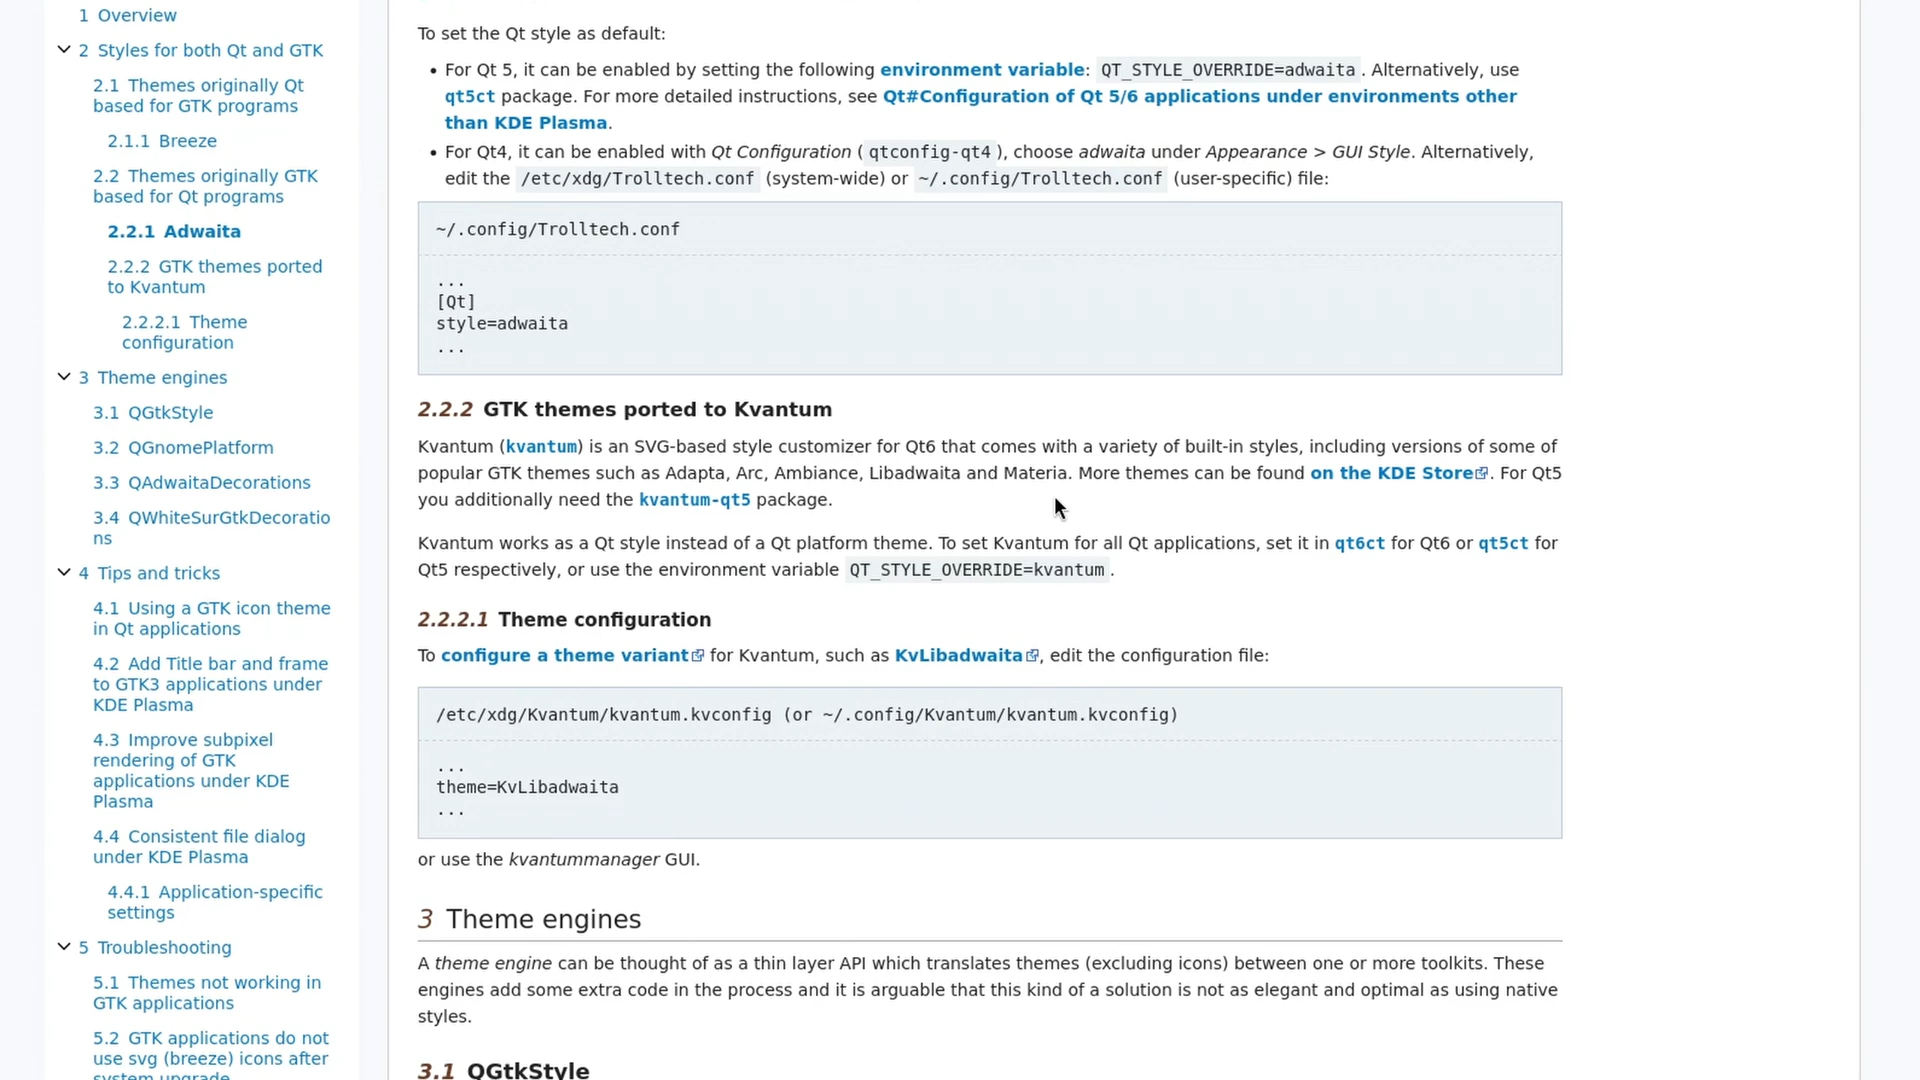 1 Overview
2 Styles for both Qt and GTK
2.1 Themes originally Qt
based for GTK programs
2.1.1 Breeze
2.2 Themes originally GTK
based for Qt programs
2.2.1 Adwaita
2.2.2 GTK themes ported
to Kvantum
2.2.2.1 Theme
configuration
3 Theme engines
3.1 QGtkStyle
3.2 QGnomePlatform
3.3 QAdwaitaDecorations
3.4 QWhiteSurGtkDecoratio
ns
4 Tips and tricks
4.1 Using a GTK icon theme
in Qt applications
4.2 Add Title bar and frame
to GTK3 applications under
KDE Plasma
4.3 Improve subpixel
rendering of GTK
applications under KDE
Plasma
4.4 Consistent file dialog
under KDE Plasma
4.4.1 Application-specific
settings
5 Troubleshooting
5.1 Themes not working in
GTK applications
5.2 GTK applications do not
use svg (breeze) icons after
system upgrade
To set the Qt style as default:
• For Qt 5, it can be enabled by setting the following environment variable: QT_STYLE_OVERRIDE=adwaita. Alternatively, use
qt5ct package. For more detailed instructions, see Qt#Configuration of Qt 5/6 applications under environments other
than KDE Plasma.
• For Qt4, it can be enabled with Qt Configuration (qtconfig-qt4), choose adwaita under Appearance > GUI Style. Alternatively,
edit the /etc/xdg/Trolltech.conf (system-wide) or ~/.config/Trolltech.conf (user-specific) file:
~/.config/Trolltech.conf
...
[Qt]
style=adwaita
...
2.2.2 GTK themes ported to Kvantum
Kvantum (kvantum) is an SVG-based style customizer for Qt6 that comes with a variety of built-in styles, including versions of some of
popular GTK themes such as Adapta, Arc, Ambiance, Libadwaita and Materia. More themes can be found on the KDE Store. For Qt5
you additionally need the kvantum-qt5 package.
Kvantum works as a Qt style instead of a Qt platform theme. To set Kvantum for all Qt applications, set it in qt6ct for Qt6 or qt5ct for
Qt5 respectively, or use the environment variable QT_STYLE_OVERRIDE=kvantum.
2.2.2.1 Theme configuration
To configure a theme variant for Kvantum, such as KvLibadwaita, edit the configuration file:
/etc/xdg/Kvantum/kvantum.kvconfig (or ~/.config/Kvantum/kvantum.kvconfig)
...
theme=KvLibadwaita
...
or use the kvantummanager GUI.
3 Theme engines
A theme engine can be thought of as a thin layer API which translates themes (excluding icons) between one or more toolkits. These
engines add some extra code in the process and it is arguable that this kind of a solution is not as elegant and optimal as using native
styles.
3.1 QGtkStyle